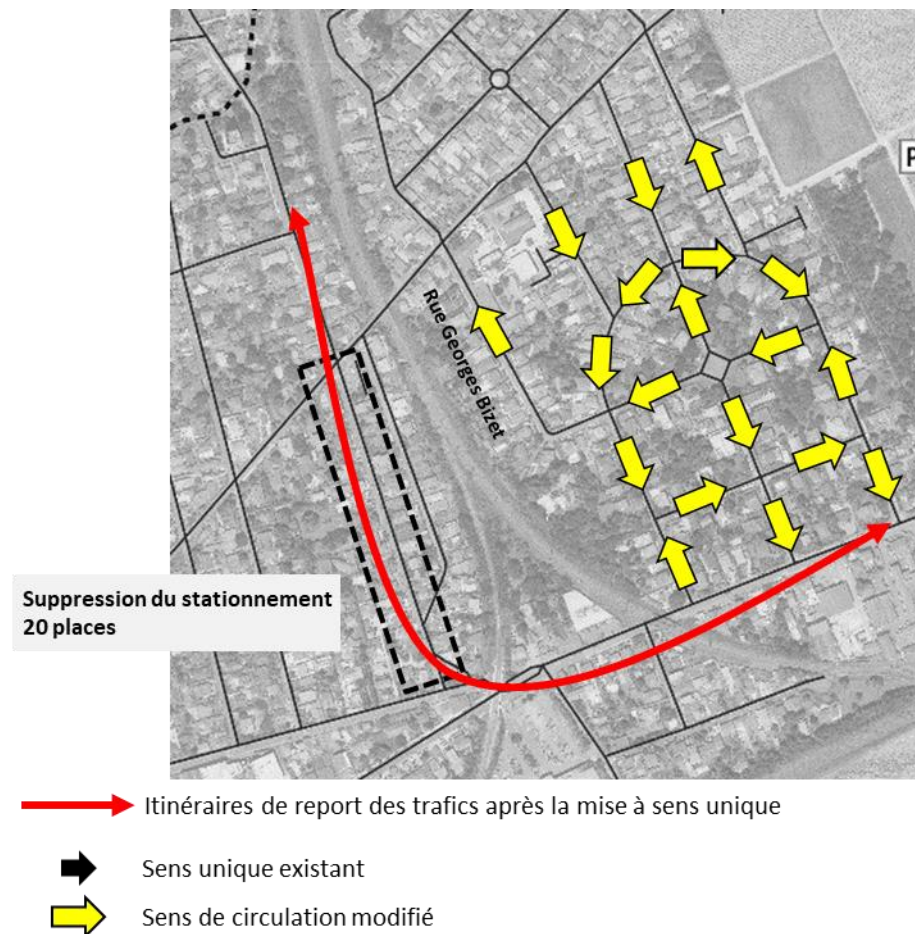 P
Rue Georges Bizet
Suppression du stationnement
20 places
Itinéraires de report des trafics après la mise à sens unique
Sens unique existant
Sens de circulation modifié